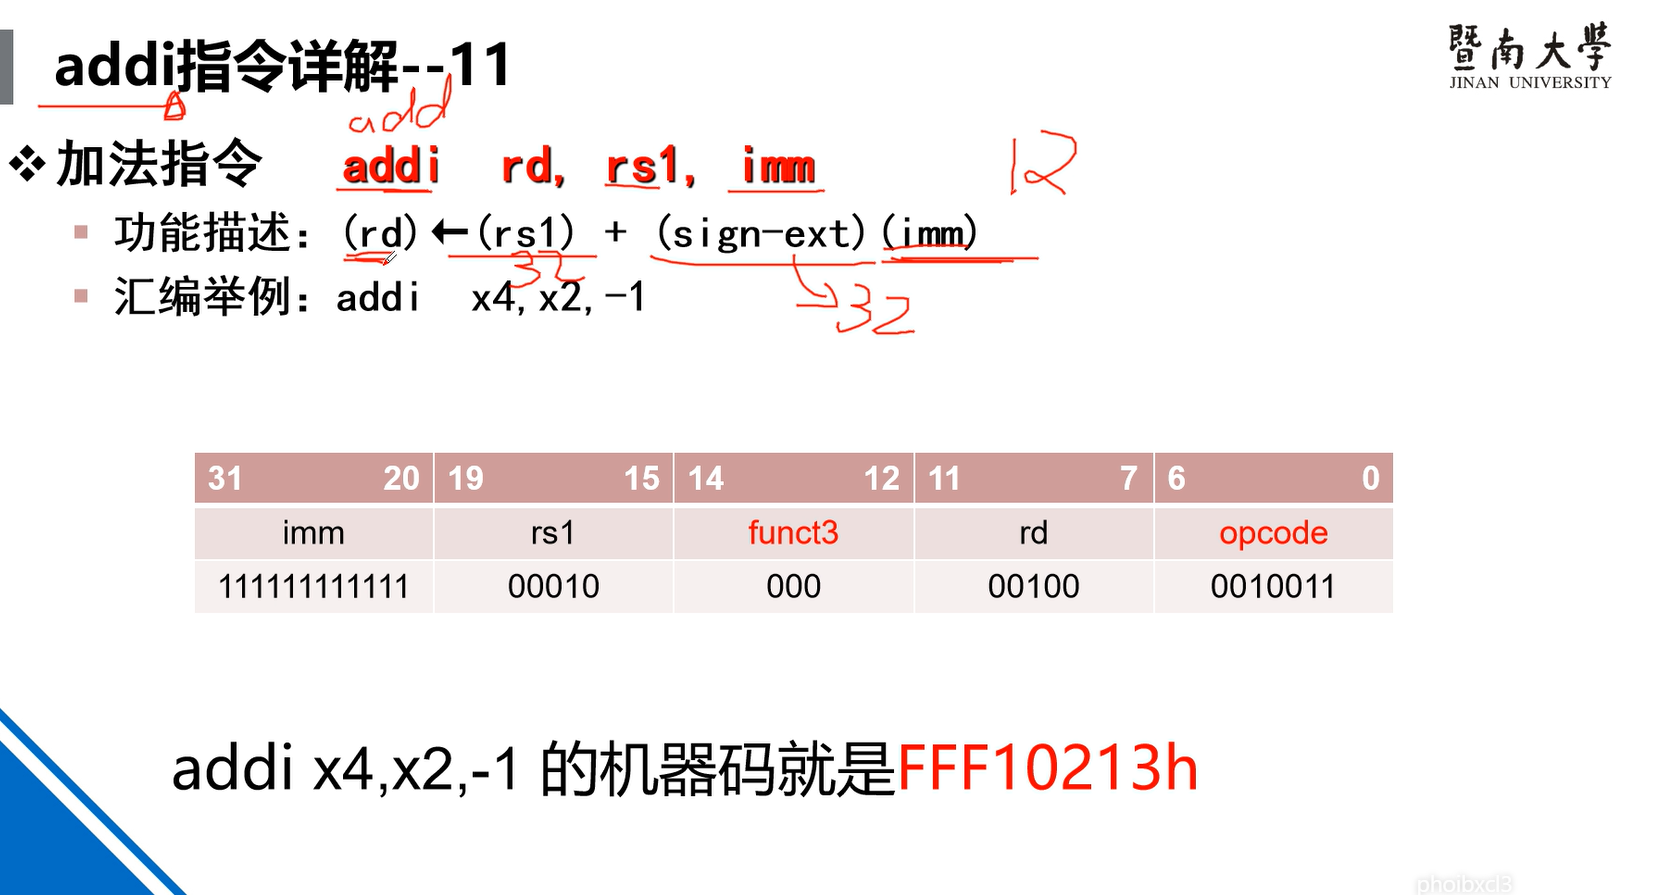 addi指令详解--11
暨南大学
JINAN UNIVERSITY
add
❖加法指令 addi rd, rs1, imm
12
▪ 功能描述：(rd)←(rs1) + (sign-ext)(imm)
32
▪ 汇编举例：addi x4, x2, -1
32
31 20 19 15 14 12 11 7 6 0
imm rs1 funct3 rd opcode
111111111111 00010 000 00100 0010011
addi x4,x2,-1 的机器码就是FFF10213h
phoibxcl3